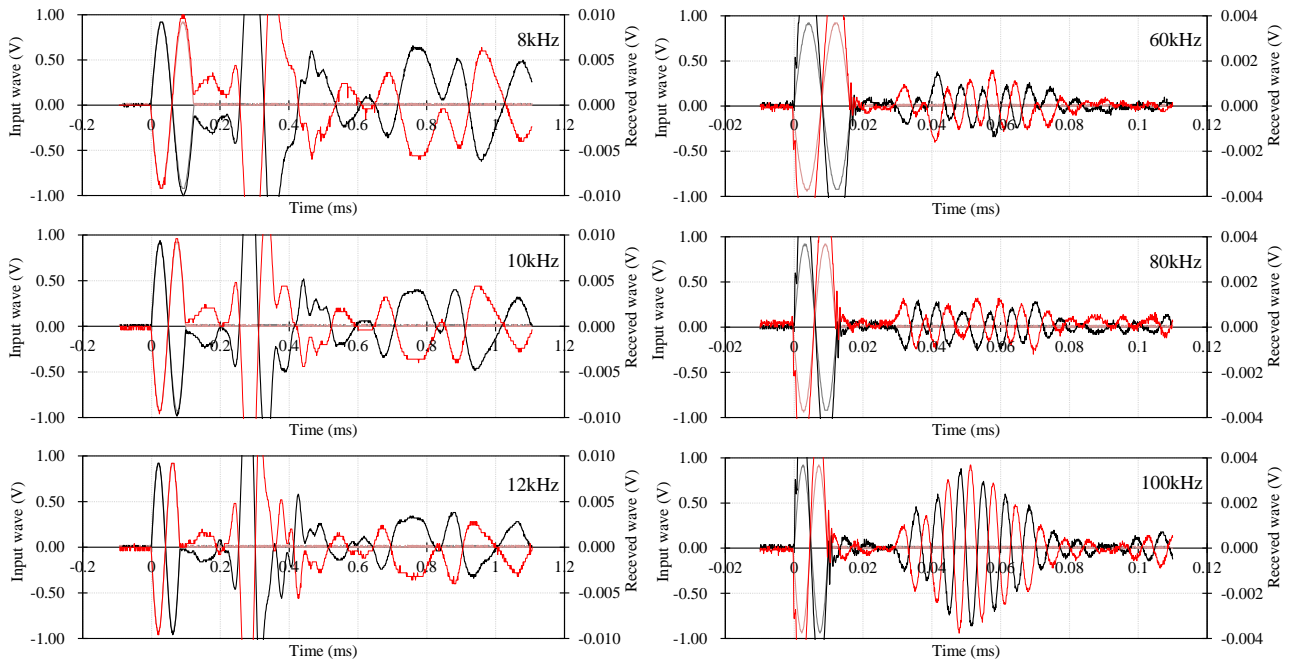 1.00 0.010
8kHz
0.50 0.005
0.00 0.000
-0.2 0 0.2 0.4 0.6 0.8 1 1.2
-0.50 -0.005
-1.00 -0.010
Input wave (V)
Receved wave (V)
Time (ms)
1.00 0.004
60kHz
0.50 0.002
0.00 0.000
-0.02 0 0.02 0.04 0.06 0.08 0.1 0.12
-0.50 -0.002
-1.00 -0.004
Input wave (V)
Receved wave (V)
Time (ms)
1.00 0.010
10kHz
0.50 0.005
0.00 0.000
-0.2 0 0.2 0.4 0.6 0.8 1 1.2
-0.50 -0.005
-1.00 -0.010
Input wave (V)
Receved wave (V)
Time (ms)
1.00 0.004
80kHz
0.50 0.002
0.00 0.000
-0.02 0 0.02 0.04 0.06 0.08 0.1 0.12
-0.50 -0.002
-1.00 -0.004
Input wave (V)
Receved wave (V)
Time (ms)
1.00 0.010
12kHz
0.50 0.005
0.00 0.000
-0.2 0 0.2 0.4 0.6 0.8 1 1.2
-0.50 -0.005
-1.00 -0.010
Input wave (V)
Receved wave (V)
Time (ms)
1.00 0.004
100kHz
0.50 0.002
0.00 0.000
-0.02 0 0.02 0.04 0.06 0.08 0.1 0.12
-0.50 -0.002
-1.00 -0.004
Input wave (V)
Receved wave (V)
Time (ms)